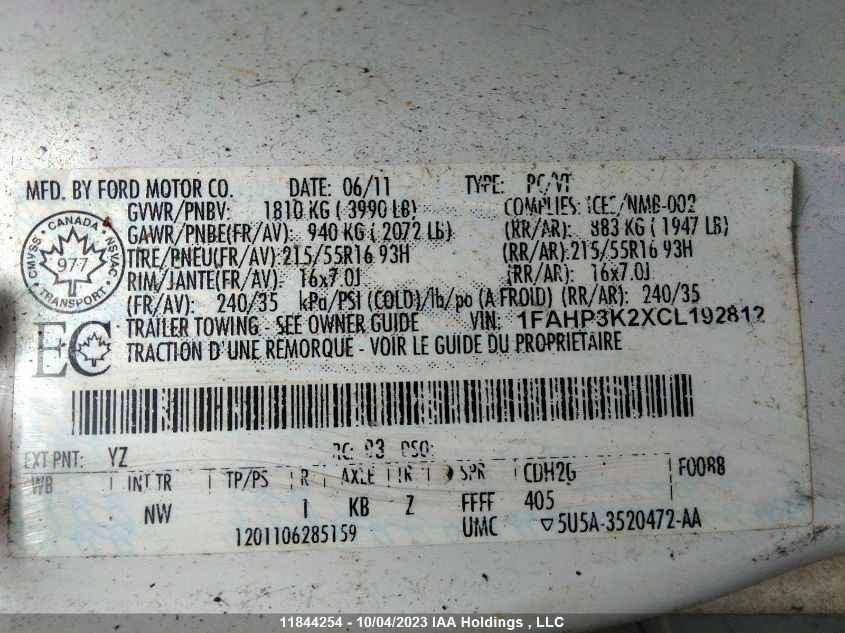 MFD. BY FORD MOTOR CO. DATE: 06/11 TYPE: PC/VT
GVWR/PNBV: 1810 KG ( 3990 LB) COMPLIES: ICES/NMB-002
GAWR/PNBE(FR/AV): 940 KG ( 2072 LB) (RR/AR): 883 KG ( 1947 LB)
TIRE/PNEU(FR/AV): 215/55R16 93H (RR/AR): 215/55R16 93H
RIM/JANTE(FR/AV): 16x7.0J (RR/AR): 16x7.0J
(FR/AV): 240/35 kPa/PSI (COLD)/lb/po (A FROID) (RR/AR): 240/35
TRAILER TOWING - SEE OWNER GUIDE VIN: 1FAHP3K2XCL192812
TRACTION D'UNE REMORQUE - VOIR LE GUIDE DU PROPRIETAIRE
CANADA
CMVSS NSVAC
977
TRANSPORT
EC
EXT PNT: YZ RC: 93 DSO:
WB INT TR TP/PS R AXLE TR SPR CDH2G F0088
NW I KB Z FFFF 405
1201106285159 UMC 5U5A-3520472-AA
11844254 - 10/04/2023 IAA Holdings , LLC